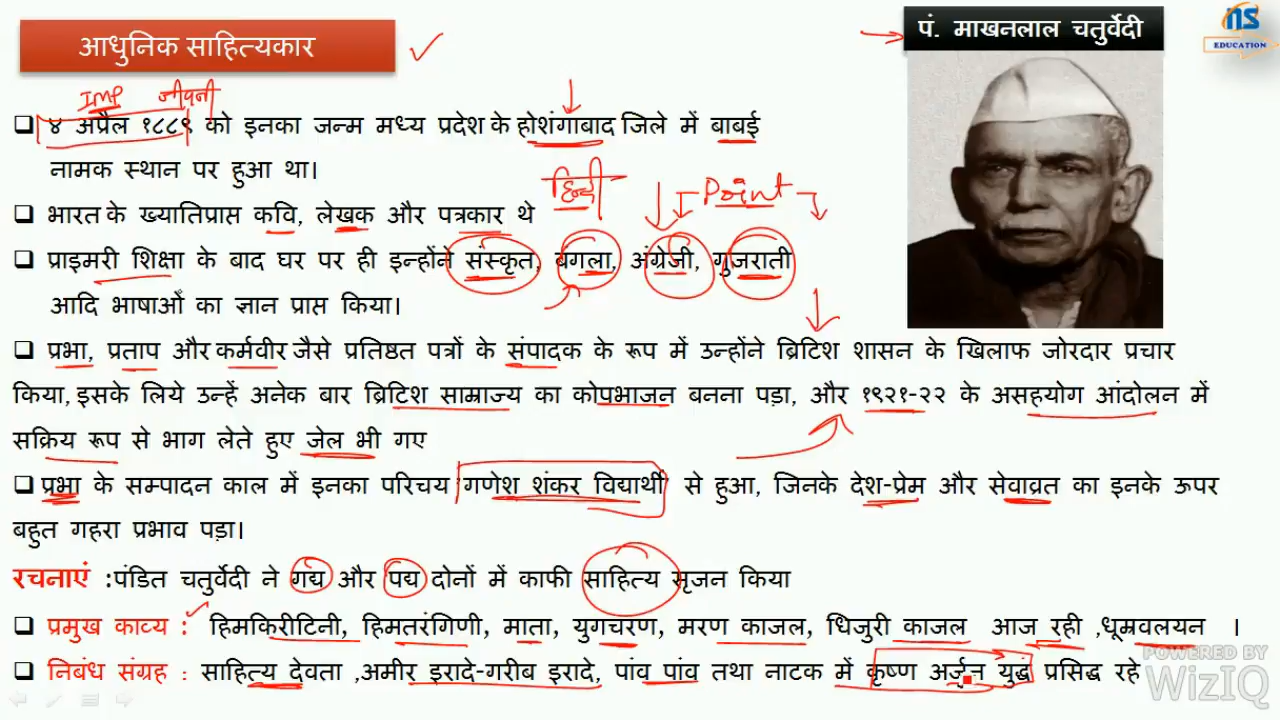 आधुनिक साहित्यकार
पं. माखनलाल चतुर्वेदी
ills
EDUCATION
IMP जीवनी
❑ ४ अप्रैल १८८९ को इनका जन्म मध्य प्रदेश के होशंगाबाद जिले में बाबई
नामक स्थान पर हुआ था।
हिन्दी Point
❑ भारत के ख्यातिप्राप्त कवि, लेखक और पत्रकार थे
❑ प्राइमरी शिक्षा के बाद घर पर ही इन्होंने संस्कृत, बंगला, अंग्रेजी, गुजराती
आदि भाषाओं का ज्ञान प्राप्त किया।
❑ प्रभा, प्रताप और कर्मवीर जैसे प्रतिष्ठत पत्रों के संपादक के रूप में उन्होंने ब्रिटिश शासन के खिलाफ जोरदार प्रचार
किया, इसके लिये उन्हें अनेक बार ब्रिटिश साम्राज्य का कोपभाजन बनना पड़ा, और १९२१-२२ के असहयोग आंदोलन में
सक्रिय रूप से भाग लेते हुए जेल भी गए
❑ प्रभा के सम्पादन काल में इनका परिचय गणेश शंकर विद्यार्थी से हुआ, जिनके देश-प्रेम और सेवाव्रत का इनके ऊपर
बहुत गहरा प्रभाव पड़ा।
रचनाएं :पंडित चतुर्वेदी ने गद्य और पद्य दोनों में काफी साहित्य सृजन किया
❑ प्रमुख काव्य : हिमकिरीटिनी, हिमतरंगिणी, माता, युगचरण, मरण काजल, धिजुरी काजल आज रही ,धूम्रवलयन ।
❑ निबंध संग्रह : साहित्य देवता ,अमीर इरादे-गरीब इरादे, पांव पांव तथा नाटक में कृष्ण अर्जुन युद्ध प्रसिद्ध रहे
POWERED BY
WizIQ